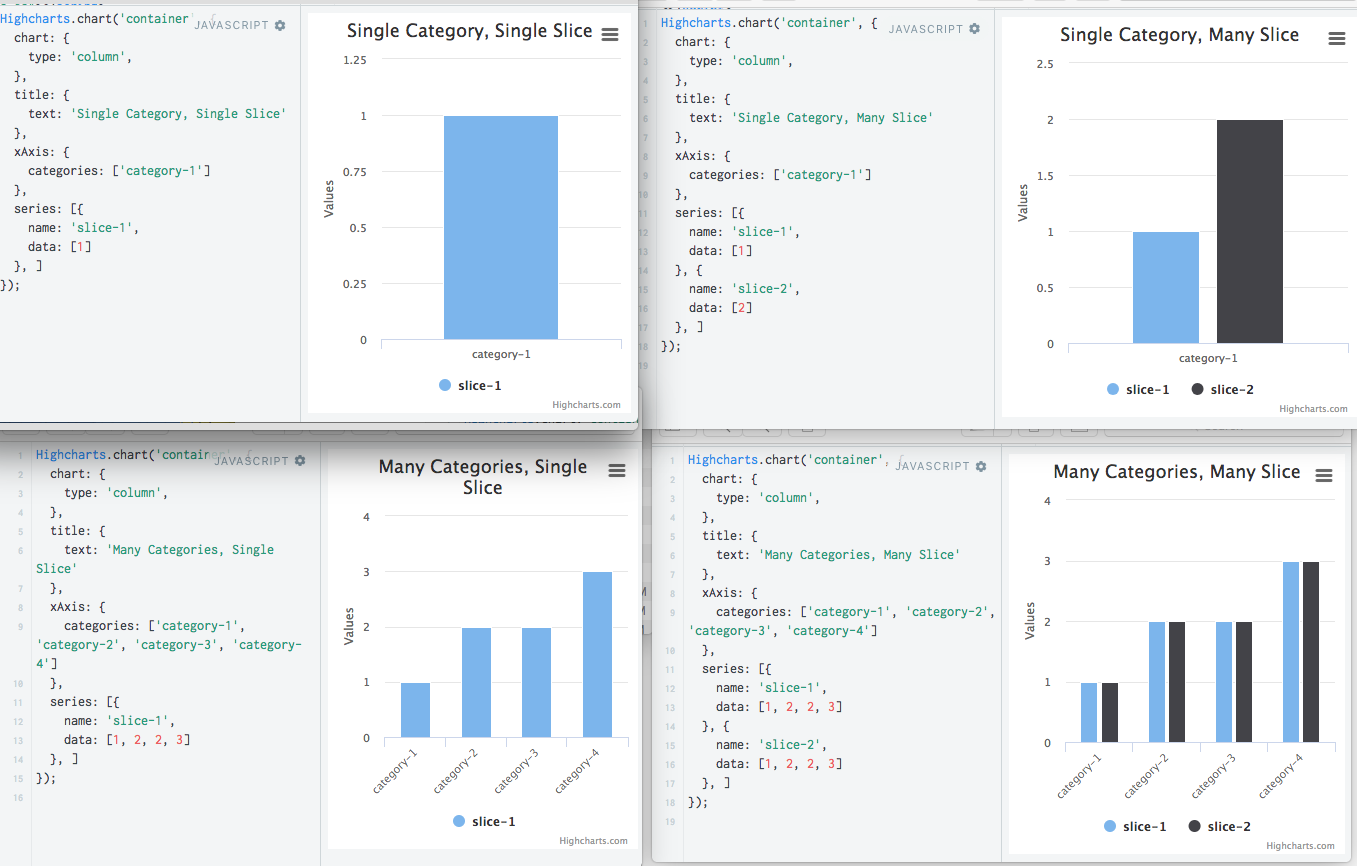 Highcharts.chart('container', {
JAVASCRIPT
chart: {
type: 'column',
},
title: {
text: 'Single Category, Single Slice'
},
xAxis: {
categories: ['category-1']
},
series: [{
name: 'slice-1',
data: [1]
}, ]
});
Single Category, Single Slice
1.25
1
0.75
0.5
0.25
0
Values
category-1
slice-1
Highcharts.com
1 Highcharts.chart('container', {
JAVASCRIPT
2 chart: {
3 type: 'column',
4 },
5 title: {
6 text: 'Single Category, Many Slice'
7 },
8 xAxis: {
9 categories: ['category-1']
10 },
11 series: [{
12 name: 'slice-1',
13 data: [1]
14 }, {
15 name: 'slice-2',
16 data: [2]
17 }, ]
18 });
19
Single Category, Many Slice
2.5
2
1.5
1
0.5
0
Values
category-1
slice-1 slice-2
Highcharts.com
1 Highcharts.chart('container', {
JAVASCRIPT
2 chart: {
3 type: 'column',
4 },
5 title: {
6 text: 'Many Categories, Single
Slice'
7 },
8 xAxis: {
9 categories: ['category-1',
'category-2', 'category-3', 'category-
4']
10 },
11 series: [{
12 name: 'slice-1',
13 data: [1, 2, 2, 3]
14 }, ]
15 });
16
Many Categories, Single
Slice
4
3
2
1
0
Values
category-1 category-2 category-3 category-4
slice-1
Highcharts.com
1 Highcharts.chart('container', {
JAVASCRIPT
2 chart: {
3 type: 'column',
4 },
5 title: {
6 text: 'Many Categories, Many Slice'
7 },
8 xAxis: {
9 categories: ['category-1', 'category-2',
'category-3', 'category-4']
10 },
11 series: [{
12 name: 'slice-1',
13 data: [1, 2, 2, 3]
14 }, {
15 name: 'slice-2',
16 data: [1, 2, 2, 3]
17 }, ]
18 });
19
Many Categories, Many Slice
4
3
2
1
0
Values
category-1 category-2 category-3 category-4
slice-1 slice-2
Highcharts.com